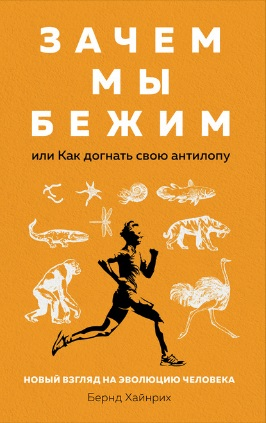 ЗАЧЕМ
МЫ
БЕЖИМ
или Как догнать свою антилопу
НОВЫЙ ВЗГЛЯД НА ЭВОЛЮЦИЮ ЧЕЛОВЕКА
Бернд Хайнрих